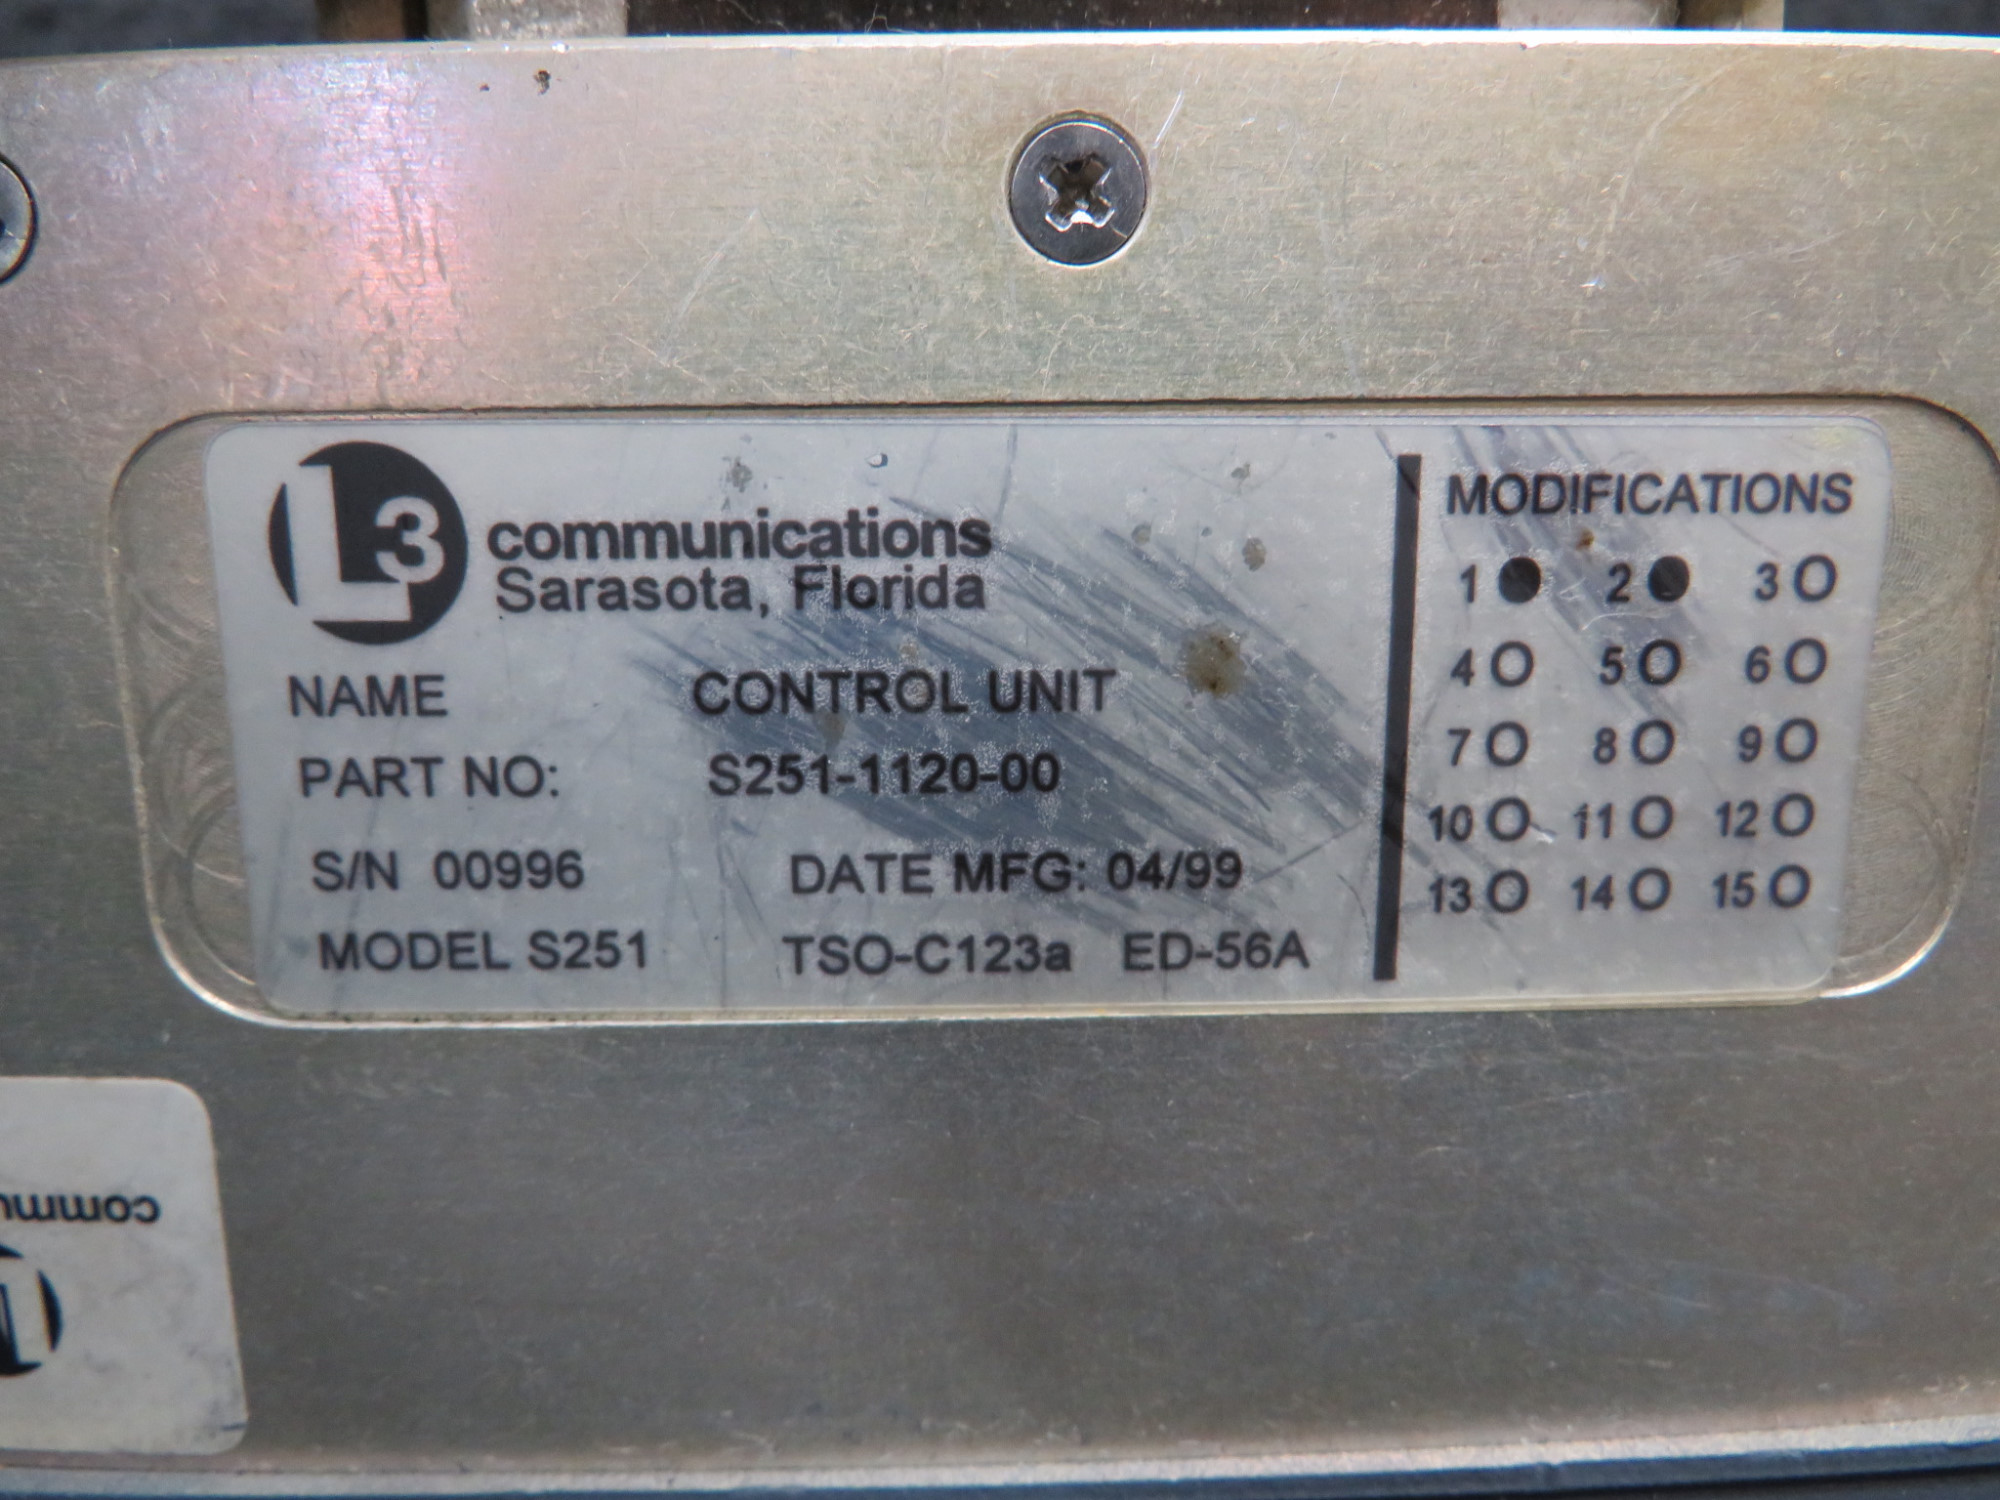 L3 communications
Sarasota, Florida
NAME CONTROL UNIT
PART NO: S251-1120-00
S/N 00996 DATE MFG: 04/99
MODEL S251 TSO-C123a ED-56A
MODIFICATIONS
1 ● 2 ● 3 O
4 O 5 O 6 O
7 O 8 O 9 O
10 O 11 O 12 O
13 O 14 O 15 O
commu